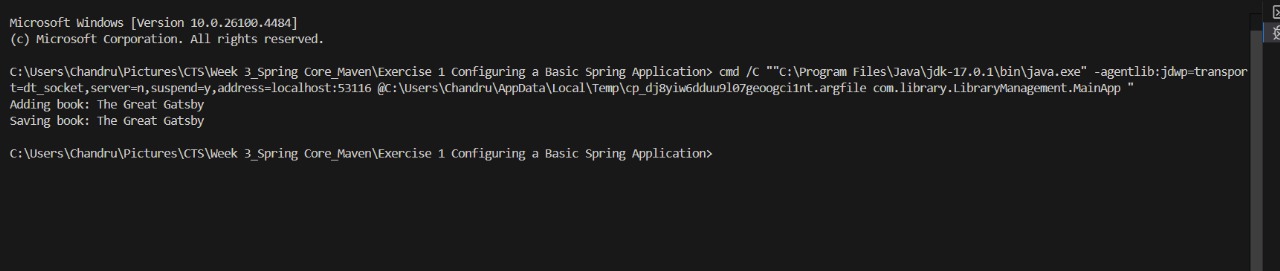 Microsoft Windows [Version 10.0.26100.4484]
(c) Microsoft Corporation. All rights reserved.
C:\Users\Chandru\Pictures\CTS\Week 3_Spring Core_Maven\Exercise 1 Configuring a Basic Spring Application> cmd /C ""C:\Program Files\Java\jdk-17.0.1\bin\java.exe" -agentlib:jdwp=transpor
t=dt_socket,server=n,suspend=y,address=localhost:53116 @C:\Users\Chandru\AppData\Local\Temp\cp_dj8yiw6dduu9l07geoogci1nt.argfile com.library.LibraryManagement.MainApp "
Adding book: The Great Gatsby
Saving book: The Great Gatsby
C:\Users\Chandru\Pictures\CTS\Week 3_Spring Core_Maven\Exercise 1 Configuring a Basic Spring Application>